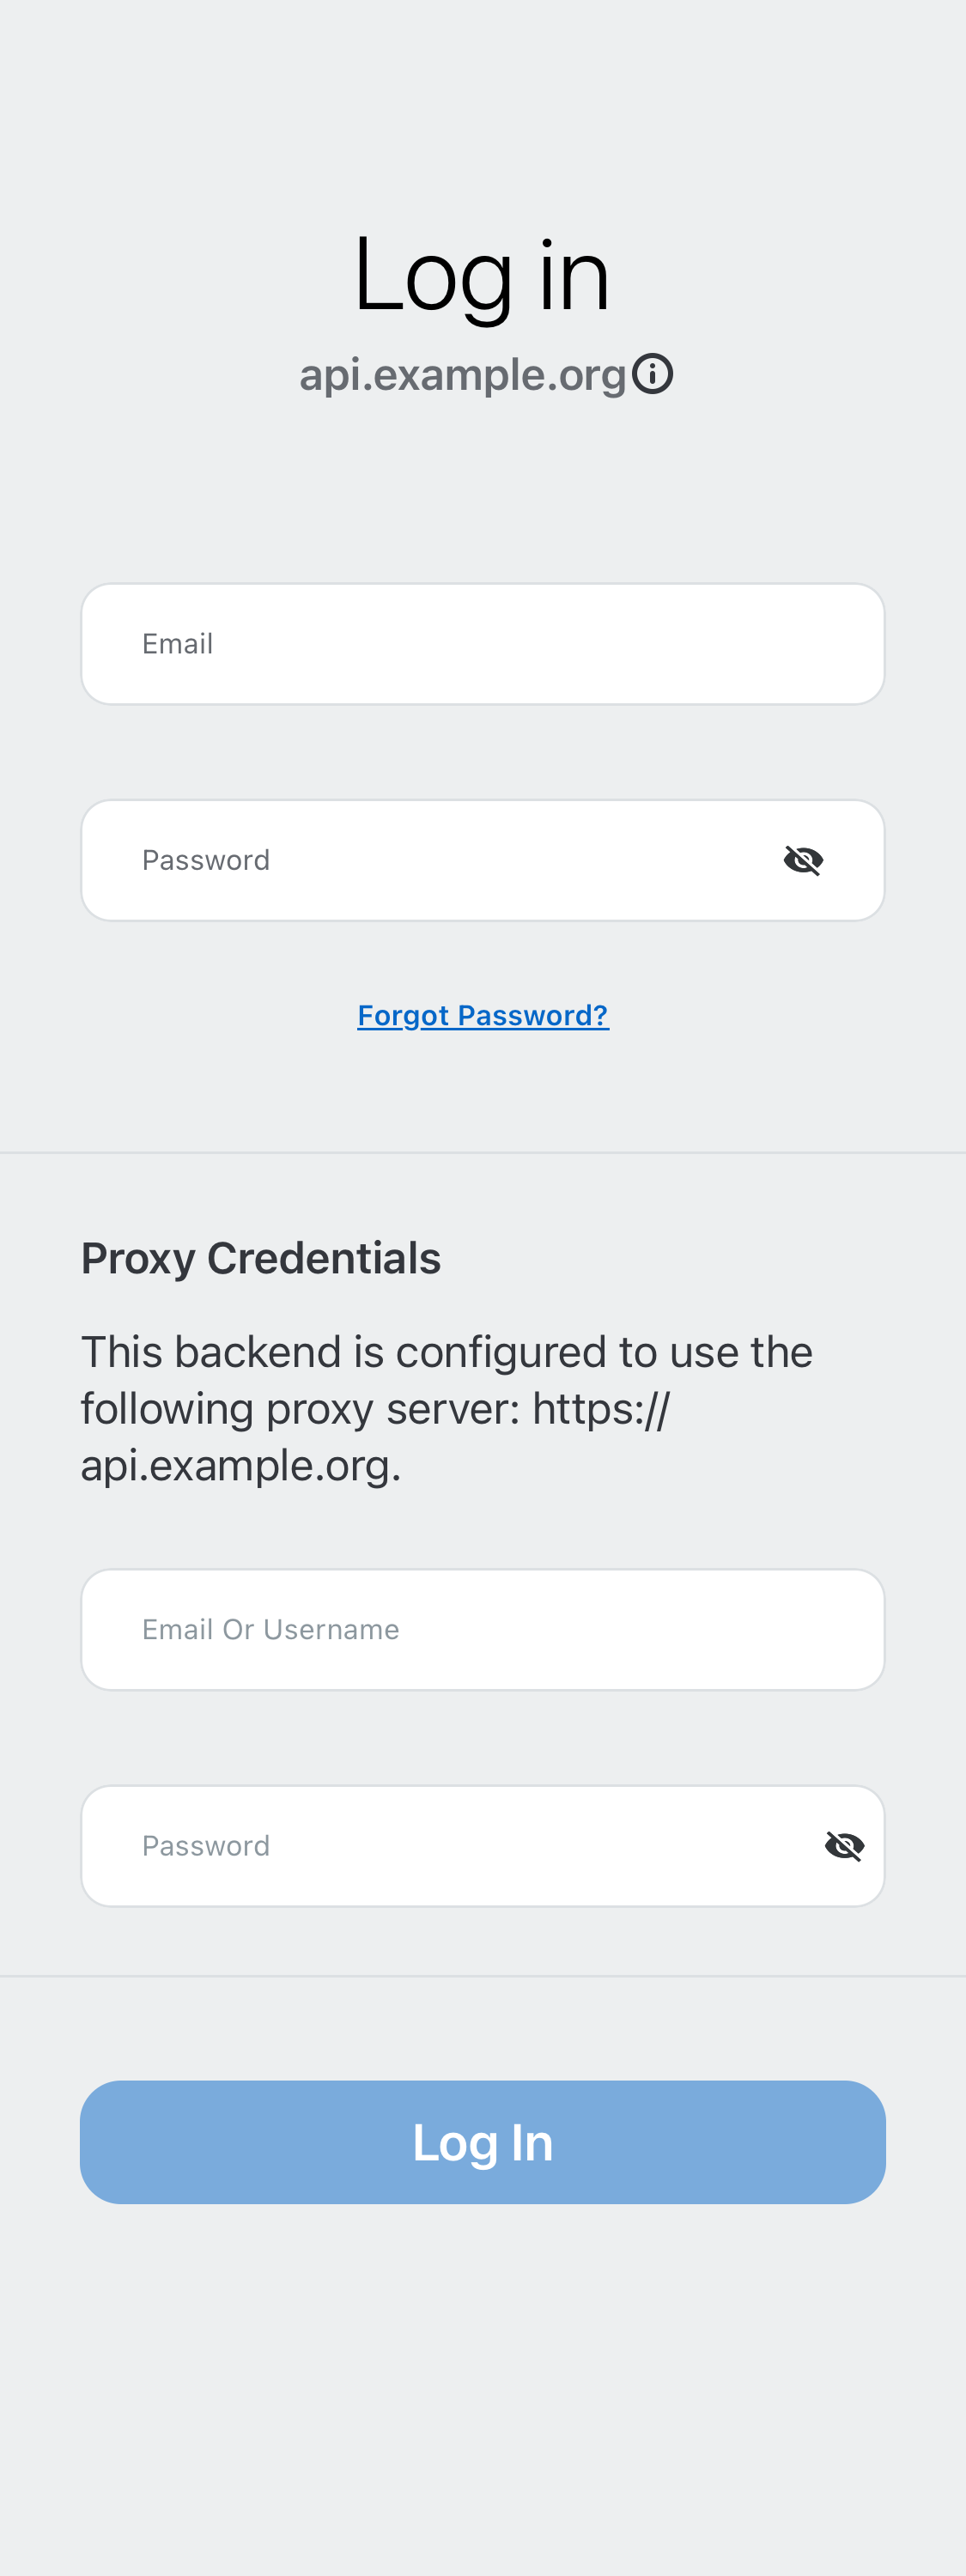 Log in
api.example.org
Email
Password
Forgot Password?
Proxy Credentials
This backend is configured to use the
following proxy server: https://
api.example.org.
Email Or Username
Password
Log In